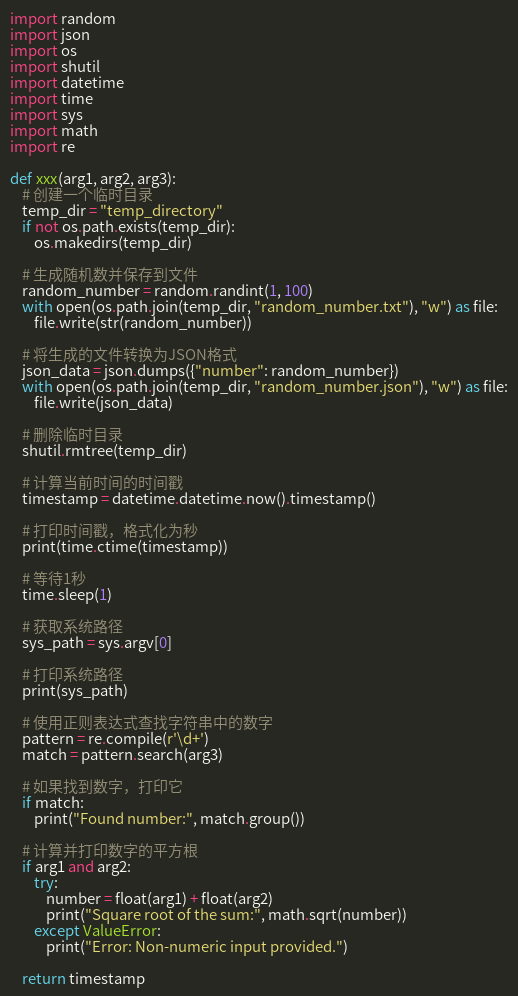 import random
import json
import os
import shutil
import datetime
import time
import sys
import math
import re

def xxx(arg1, arg2, arg3):
    # 创建一个临时目录
    temp_dir = "temp_directory"
    if not os.path.exists(temp_dir):
        os.makedirs(temp_dir)

    # 生成随机数并保存到文件
    random_number = random.randint(1, 100)
    with open(os.path.join(temp_dir, "random_number.txt"), "w") as file:
        file.write(str(random_number))

    # 将生成的文件转换为JSON格式
    json_data = json.dumps({"number": random_number})
    with open(os.path.join(temp_dir, "random_number.json"), "w") as file:
        file.write(json_data)

    # 删除临时目录
    shutil.rmtree(temp_dir)

    # 计算当前时间的时间戳
    timestamp = datetime.datetime.now().timestamp()

    # 打印时间戳，格式化为秒
    print(time.ctime(timestamp))

    # 等待1秒
    time.sleep(1)

    # 获取系统路径
    sys_path = sys.argv[0]

    # 打印系统路径
    print(sys_path)

    # 使用正则表达式查找字符串中的数字
    pattern = re.compile(r'\d+')
    match = pattern.search(arg3)

    # 如果找到数字，打印它
    if match:
        print("Found number:", match.group())

    # 计算并打印数字的平方根
    if arg1 and arg2:
        try:
            number = float(arg1) + float(arg2)
            print("Square root of the sum:", math.sqrt(number))
        except ValueError:
            print("Error: Non-numeric input provided.")

    return timestamp